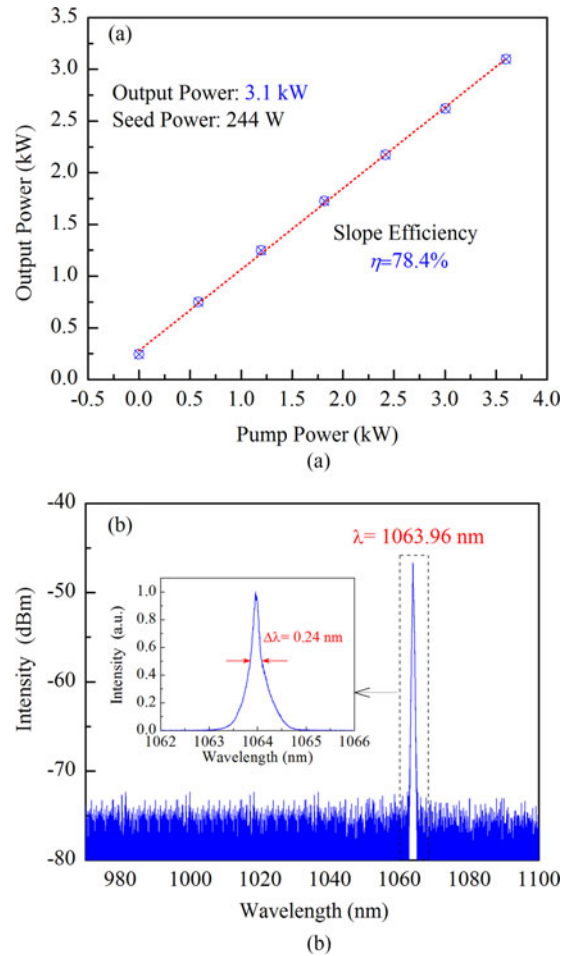 (a)
Output Power: 3.1 kW
Seed Power: 244 W
Slope Efficiency
η=78.4%
Output Power (kW)
3.5
3.0
2.5
2.0
1.5
1.0
0.5
0.0
-0.5 0.0 0.5 1.0 1.5 2.0 2.5 3.0 3.5 4.0
Pump Power (kW)
(a)
(b)
λ= 1063.96 nm
Intensity (dBm)
-40
-50
-60
-70
-80
Intensity (a.u.)
1.0
0.8
0.6
0.4
0.2
0.0
Δλ= 0.24 nm
1062 1063 1064 1065 1066
Wavelength (nm)
980 1000 1020 1040 1060 1080 1100
Wavelength (nm)
(b)